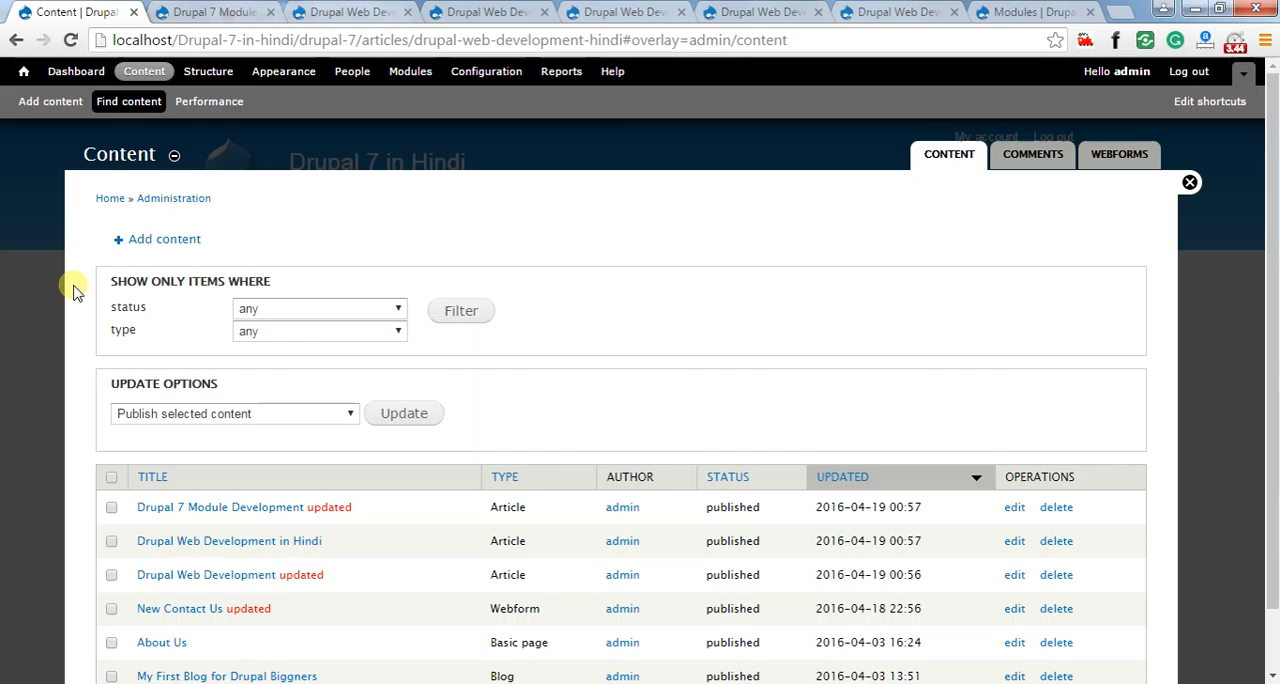 Content | Drupal
Drupal 7 Module
Drupal Web Dev
Drupal Web Dev
Drupal Web Dev
Drupal Web Dev
Drupal Web Dev
Modules | Drupa
localhost/Drupal-7-in-hindi/drupal-7/articles/drupal-web-development-hindi#overlay=admin/content
3.44
Dashboard Content Structure Appearance People Modules Configuration Reports Help Hello admin Log out
Add content Find content Performance Edit shortcuts
My account Log out
Content Drupal 7 in Hindi CONTENT COMMENTS WEBFORMS
Home » Administration
+ Add content
SHOW ONLY ITEMS WHERE
status any Filter
type any
UPDATE OPTIONS
Publish selected content Update
TITLE TYPE AUTHOR STATUS UPDATED OPERATIONS
Drupal 7 Module Development updated Article admin published 2016-04-19 00:57 edit delete
Drupal Web Development in Hindi Article admin published 2016-04-19 00:57 edit delete
Drupal Web Development updated Article admin published 2016-04-19 00:56 edit delete
New Contact Us updated Webform admin published 2016-04-18 22:56 edit delete
About Us Basic page admin published 2016-04-03 16:24 edit delete
My First Blog for Drupal Biggners Blog admin published 2016-04-03 13:51 edit delete